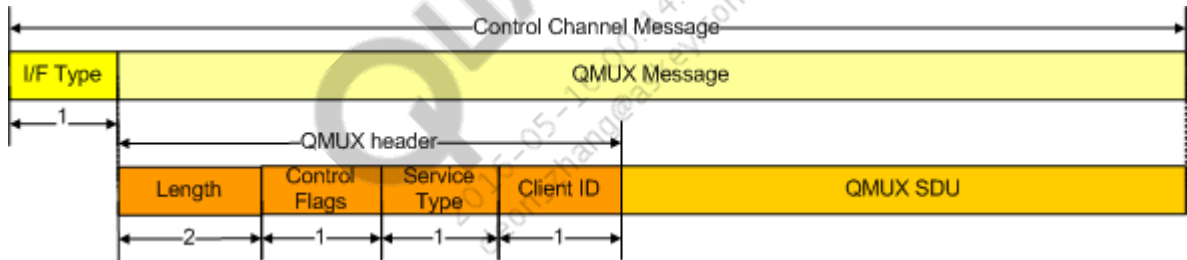 Control Channel Message
I/F Type
QMUX Message
1
QMUX header
Length
Control
Flags
Service
Type
Client ID
QMUX SDU
2
1
1
1